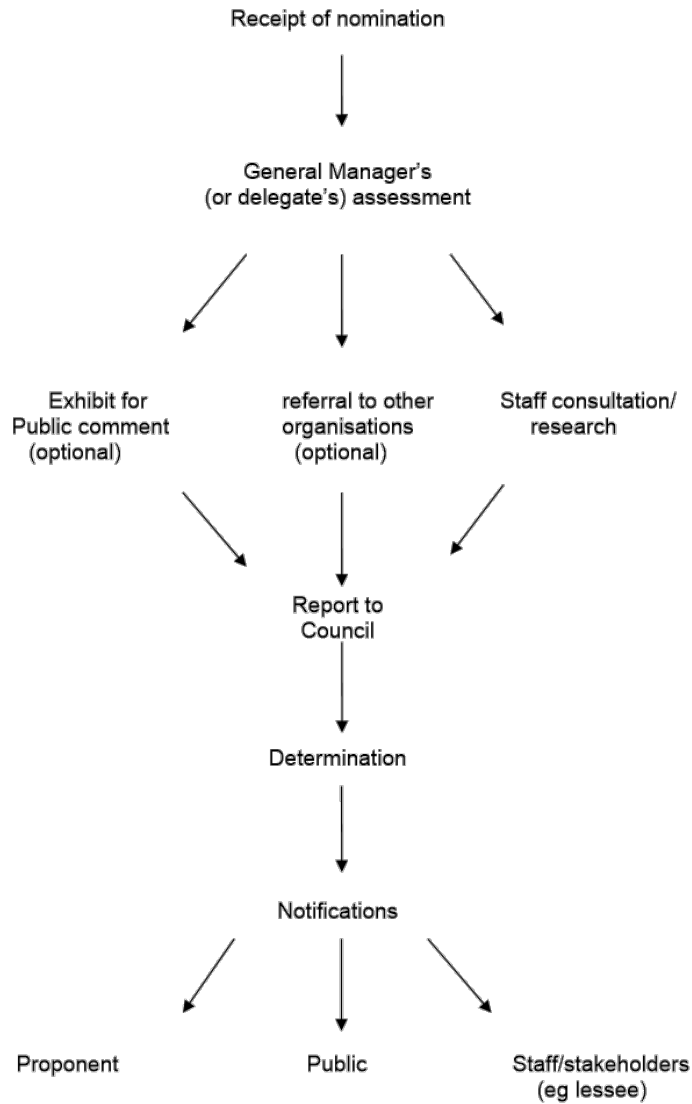 Receipt of nomination
General Manager’s
(or delegate’s) assessment
Exhibit for
Public comment
(optional)
referral to other
organisations
(optional)
Staff consultation/
research
Report to
Council
Determination
Notifications
Proponent
Public
Staff/stakeholders
(eg lessee)